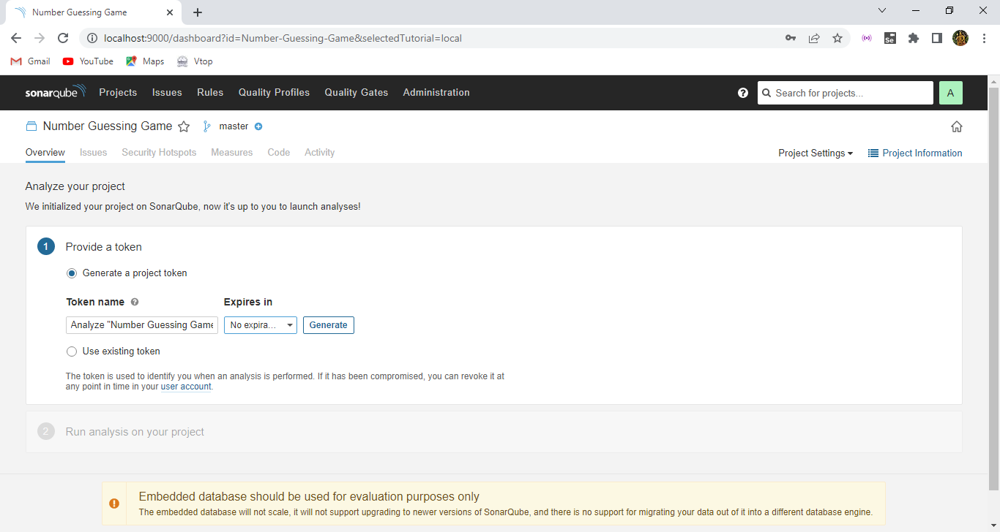 Number Guessing Game
localhost:9000/dashboard?id=Number-Guessing-Game&selectedTutorial=local
Se
Gmail YouTube Maps Vtop
sonarqube Projects Issues Rules Quality Profiles Quality Gates Administration Search for projects... A
Number Guessing Game master
Overview Issues Security Hotspots Measures Code Activity Project Settings Project Information
Analyze your project
We initialized your project on SonarQube, now it's up to you to launch analyses!
1 Provide a token
Generate a project token
Token name Expires in
Analyze "Number Guessing Game No expira... Generate
Use existing token
The token is used to identify you when an analysis is performed. If it has been compromised, you can revoke it at
any point in time in your user account.
2 Run analysis on your project
Embedded database should be used for evaluation purposes only
The embedded database will not scale, it will not support upgrading to newer versions of SonarQube, and there is no support for migrating your data out of it into a different database engine.